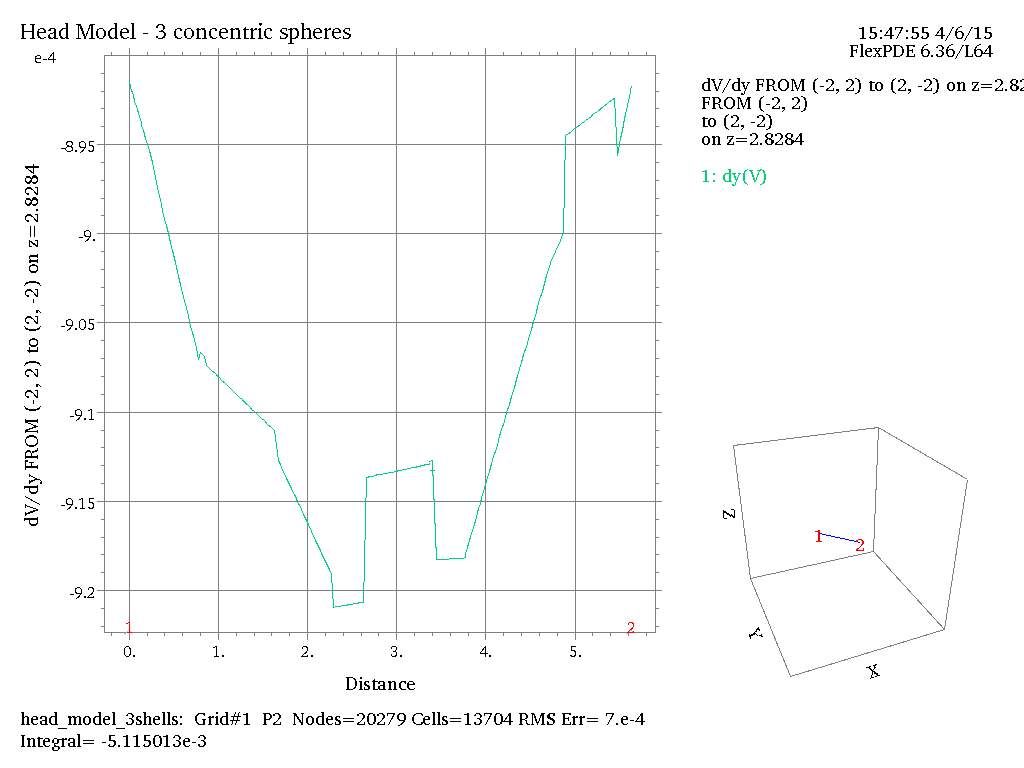 Head Model - 3 concentric spheres
15:47:55 4/6/15
FlexPDE 6.36/L64
e-4
dV/dy FROM (-2, 2) to (2, -2) on z=2.82
FROM (-2, 2)
to (2, -2)
on z=2.8284
1: dy(V)
dV/dy FROM (-2, 2) to (2, -2) on z=2.8284
-8.95
-9.
-9.05
-9.1
-9.15
-9.2
1
2
0.
1.
2.
3.
4.
5.
Distance
Z
1
2
Y
X
head_model_3shells: Grid#1 P2 Nodes=20279 Cells=13704 RMS Err= 7.e-4
Integral= -5.115013e-3